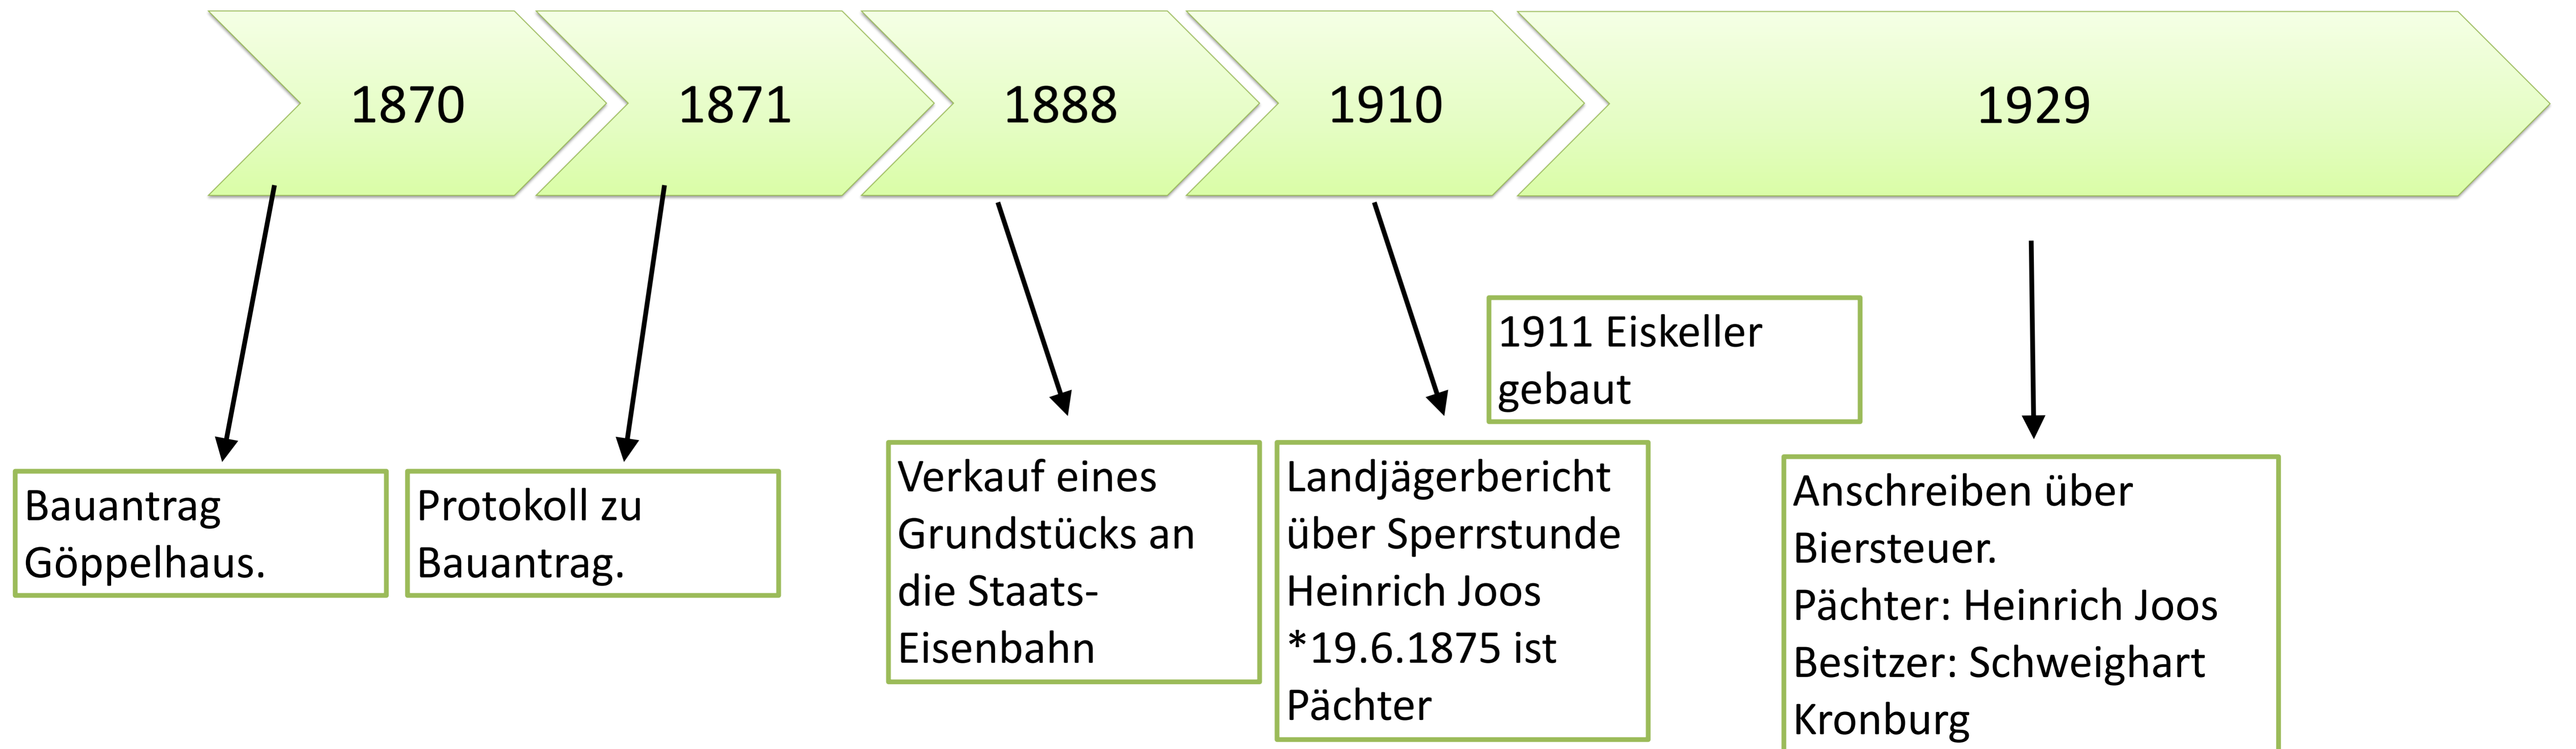 1870
1871
1888
1910
1929
1911 Eiskeller
gebaut
Bauantrag
Göppelhaus.
Protokoll zu
Bauantrag.
Verkauf eines
Grundstücks an
die Staats-
Eisenbahn
Landjägerbericht
über Sperrstunde
Heinrich Joos
*19.6.1875 ist
Pächter
Anschreiben über
Biersteuer.
Pächter: Heinrich Joos
Besitzer: Schweighart
Kronburg